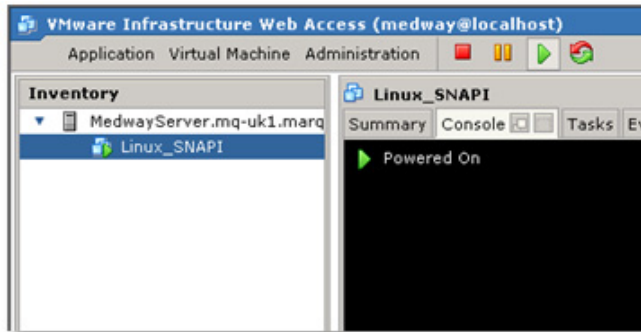 VMware Infrastructure Web Access (medway@localhost)
Application Virtual Machine Administration
Inventory
MedwayServer.mq-uk1.marq
Linux_SNAPI
Linux_SNAPI
Summary Console Tasks Ev
Powered On